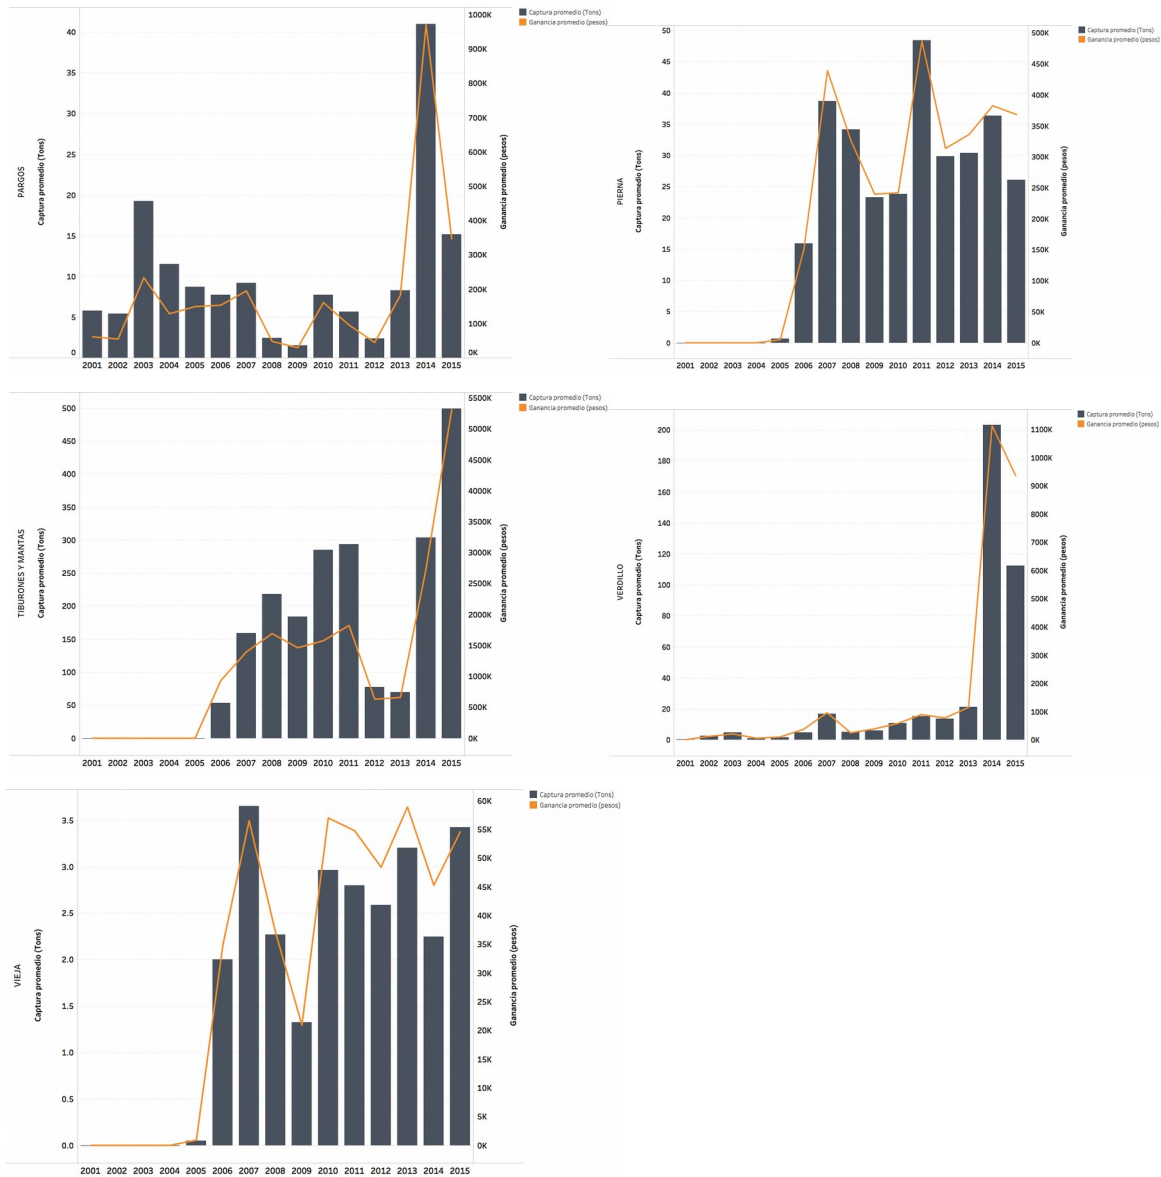 PARGOS
Captura promedio (Tons)
40
35
30
25
20
15
10
5
0
1000K
900K
800K
700K
600K
500K
400K
300K
200K
100K
0K
Ganancia promedio (pesos)
2001 2002 2003 2004 2005 2006 2007 2008 2009 2010 2011 2012 2013 2014 2015
Captura promedio (Tons)
Ganancia promedio (pesos)
PIERNA
Captura promedio (Tons)
50
45
40
35
30
25
20
15
10
5
0
500K
450K
400K
350K
300K
250K
200K
150K
100K
50K
0K
Ganancia promedio (pesos)
2001 2002 2003 2004 2005 2006 2007 2008 2009 2010 2011 2012 2013 2014 2015
Captura promedio (Tons)
Ganancia promedio (pesos)
TIBURONES Y MANTAS
Captura promedio (Tons)
500
450
400
350
300
250
200
150
100
50
0
5500K
5000K
4500K
4000K
3500K
3000K
2500K
2000K
1500K
1000K
500K
0K
Ganancia promedio (pesos)
2001 2002 2003 2004 2005 2006 2007 2008 2009 2010 2011 2012 2013 2014 2015
Captura promedio (Tons)
Ganancia promedio (pesos)
VERDILLO
Captura promedio (Tons)
200
180
160
140
120
100
80
60
40
20
0
1100K
1000K
900K
800K
700K
600K
500K
400K
300K
200K
100K
0K
Ganancia promedio (pesos)
2001 2002 2003 2004 2005 2006 2007 2008 2009 2010 2011 2012 2013 2014 2015
Captura promedio (Tons)
Ganancia promedio (pesos)
VIEJA
Captura promedio (Tons)
3.5
3.0
2.5
2.0
1.5
1.0
0.5
0.0
60K
55K
50K
45K
40K
35K
30K
25K
20K
15K
10K
5K
0K
Ganancia promedio (pesos)
2001 2002 2003 2004 2005 2006 2007 2008 2009 2010 2011 2012 2013 2014 2015
Captura promedio (Tons)
Ganancia promedio (pesos)